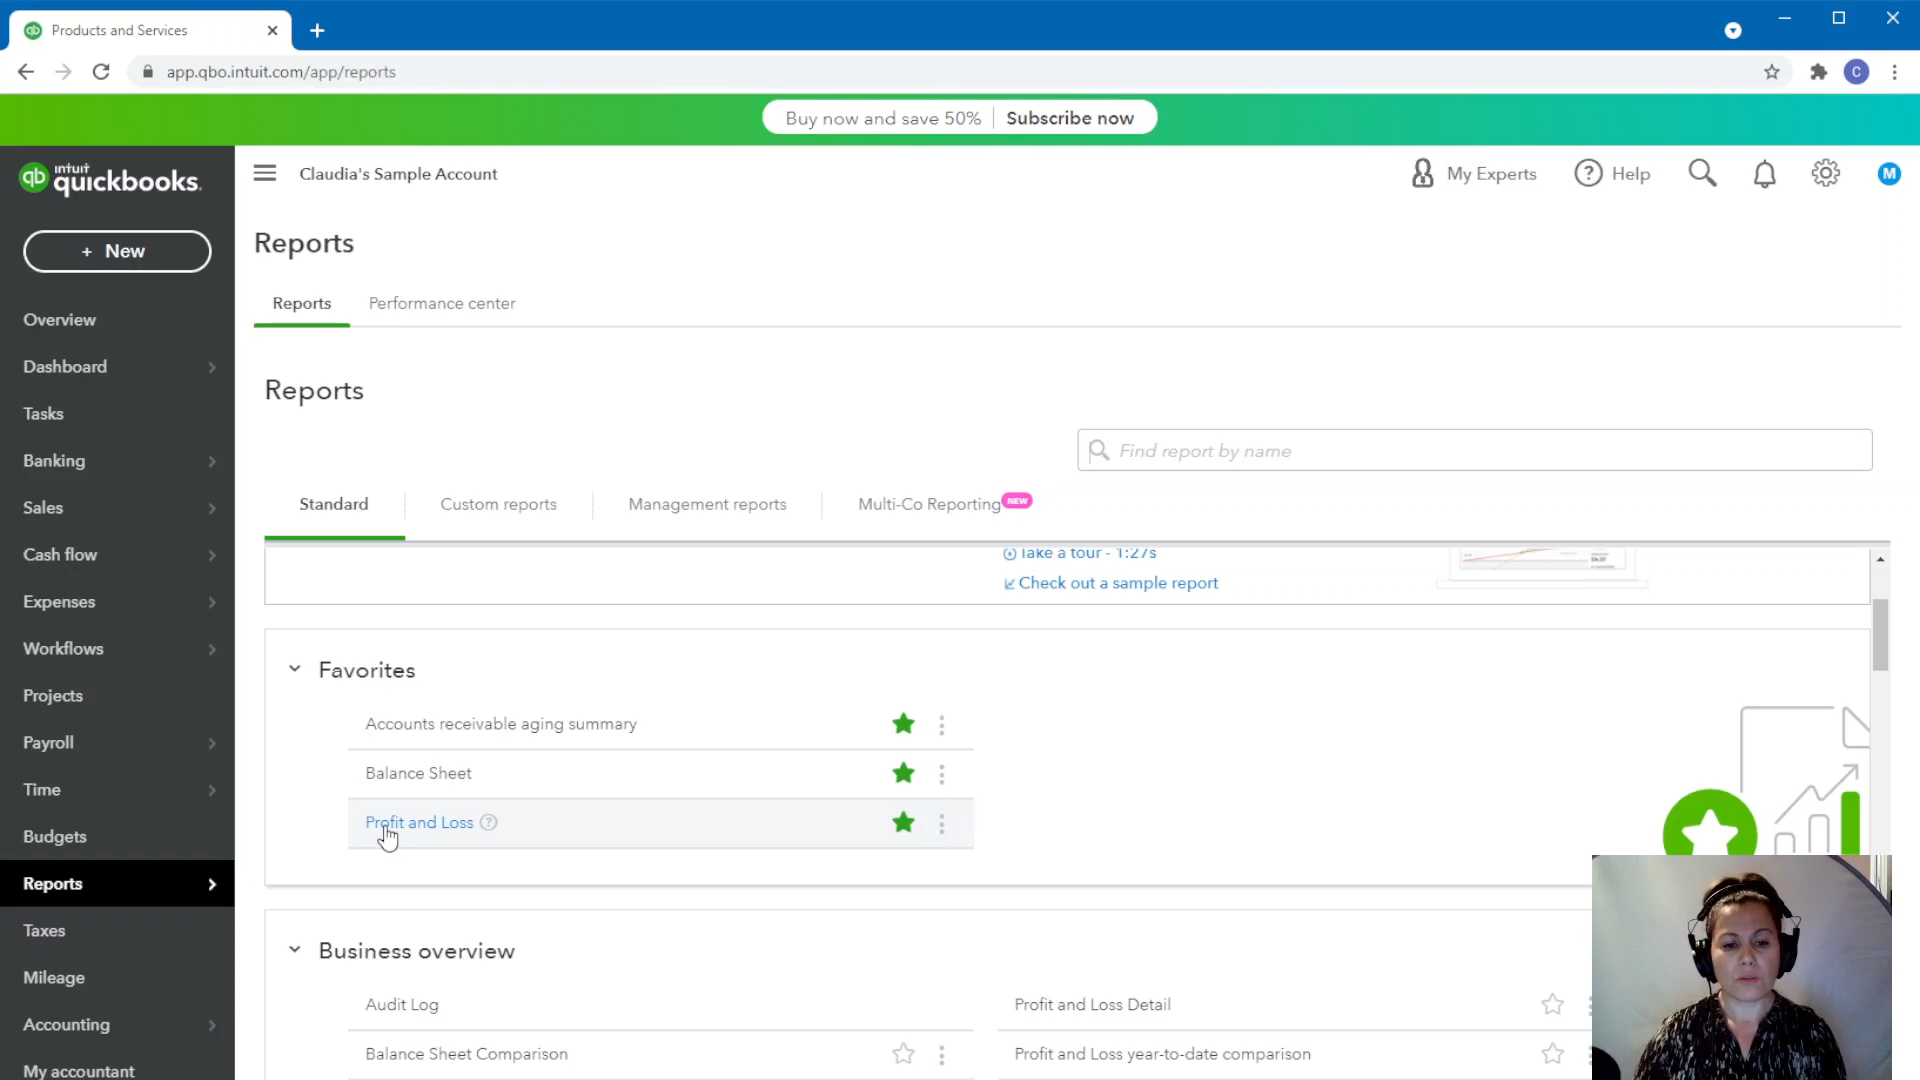 Products and Services
app.qbo.intuit.com/app/reports
C
Buy now and save 50% Subscribe now
qb intuit quickbooks.
Claudia's Sample Account
My Experts
Help
M
+ New
Overview
Dashboard
Tasks
Banking
Sales
Cash flow
Expenses
Workflows
Projects
Payroll
Time
Budgets
Reports
Taxes
Mileage
Accounting
My accountant
Reports
Reports Performance center
Reports
Find report by name
Standard Custom reports Management reports Multi-Co Reporting NEW
Take a tour - 1:27s
Check out a sample report
Favorites
Accounts receivable aging summary
Balance Sheet
Profit and Loss
Business overview
Audit Log
Profit and Loss Detail
Balance Sheet Comparison
Profit and Loss year-to-date comparison